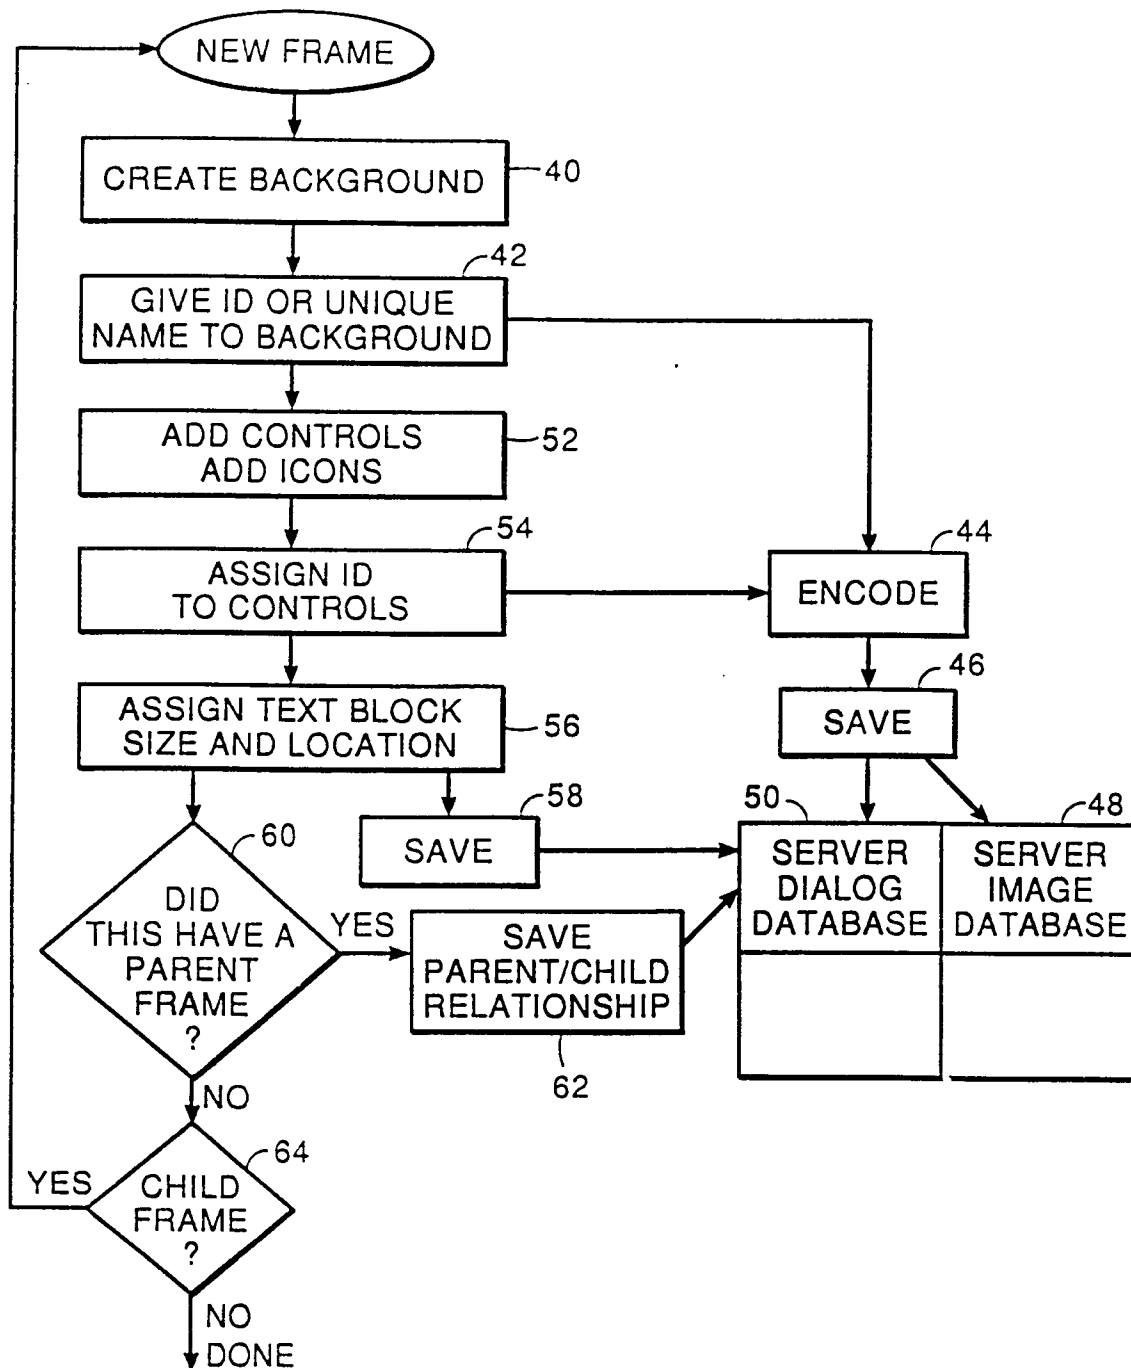 NEW FRAME
CREATE BACKGROUND
40
42
GIVE ID OR UNIQUE
NAME TO BACKGROUND
ADD CONTROLS
ADD ICONS
52
54
ASSIGN ID
TO CONTROLS
44
ENCODE
46
SAVE
ASSIGN TEXT BLOCK
SIZE AND LOCATION
56
58
SAVE
50
SERVER
DIALOG
DATABASE
48
SERVER
IMAGE
DATABASE
60
DID
THIS HAVE A
PARENT
FRAME
?
YES
SAVE
PARENT/CHILD
RELATIONSHIP
62
NO
64
CHILD
FRAME
?
YES
NO
DONE